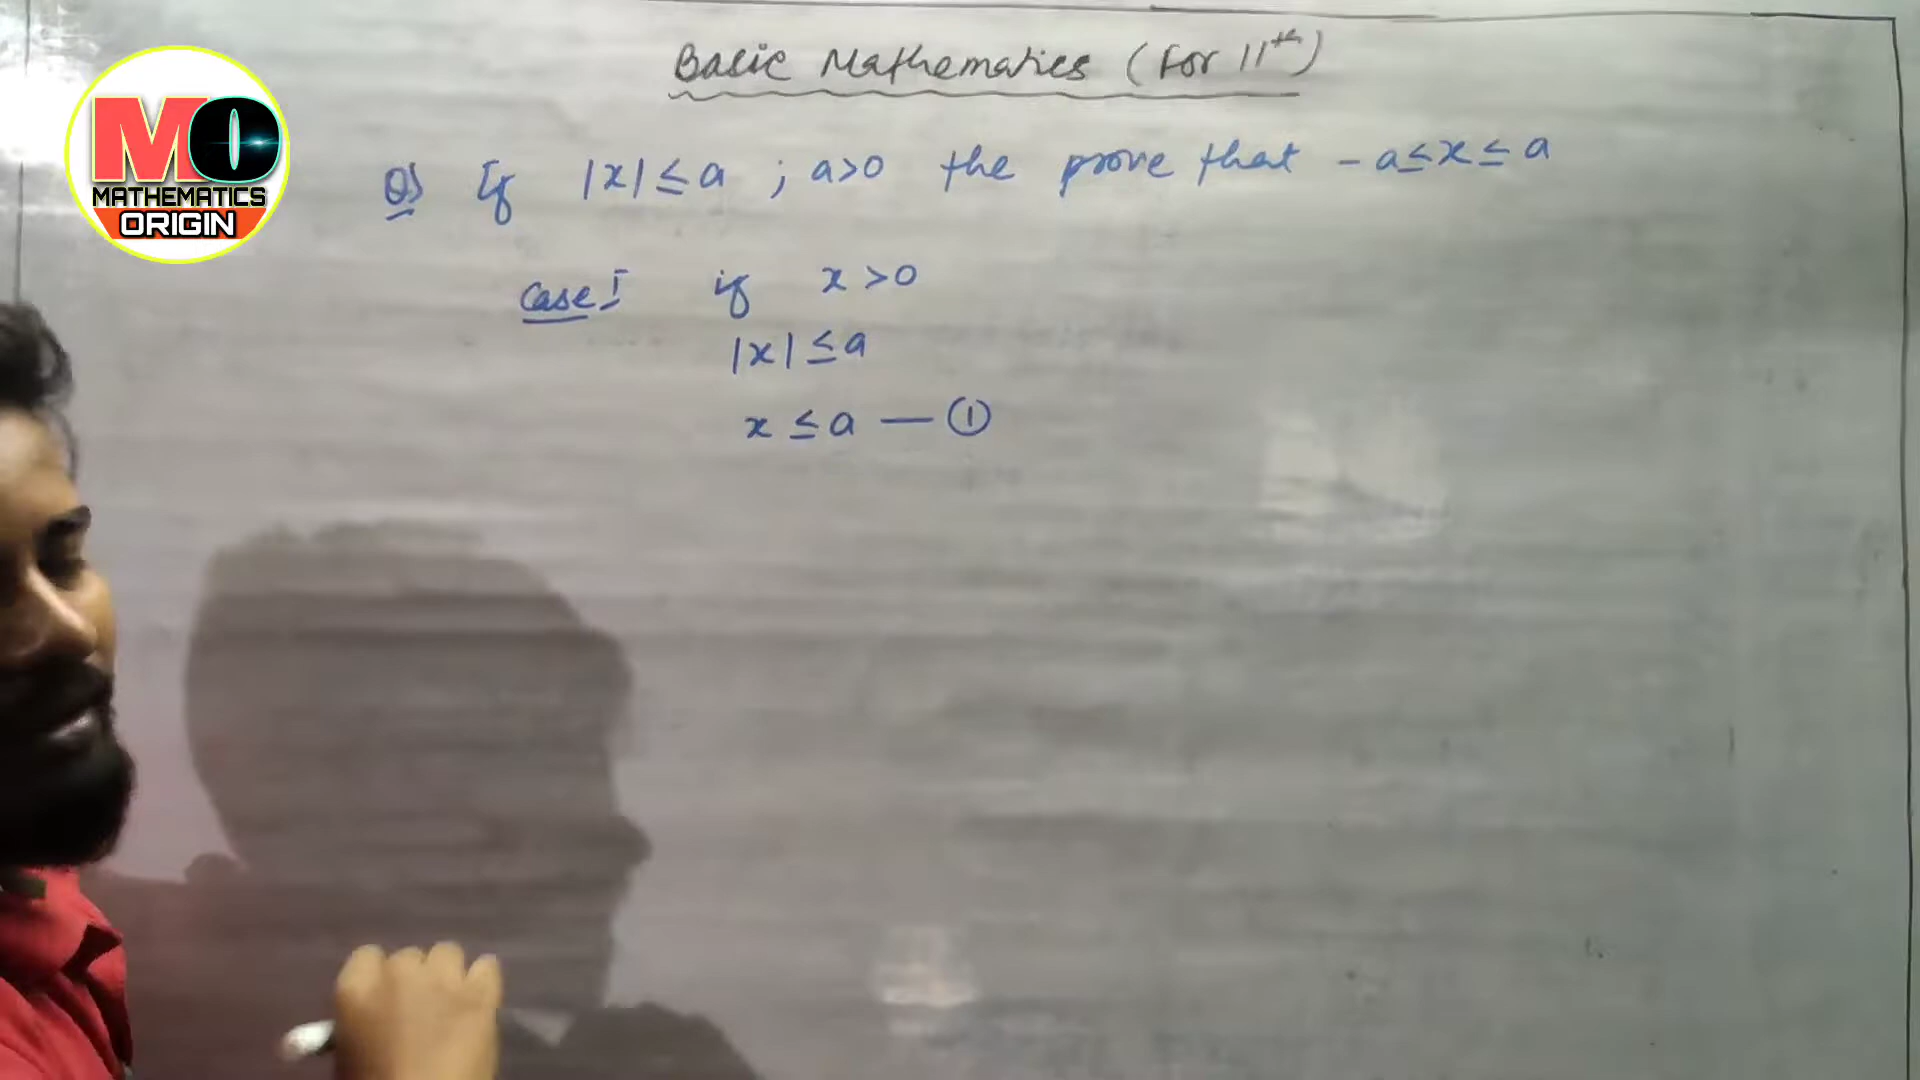 Basic Mathematics (For 11th)
MO
MATHEMATICS
ORIGIN
Q) If |x| ≤ a ; a>0 the prove that -a≤x≤a
Case I if x >0
|x| ≤ a
x ≤ a — ①